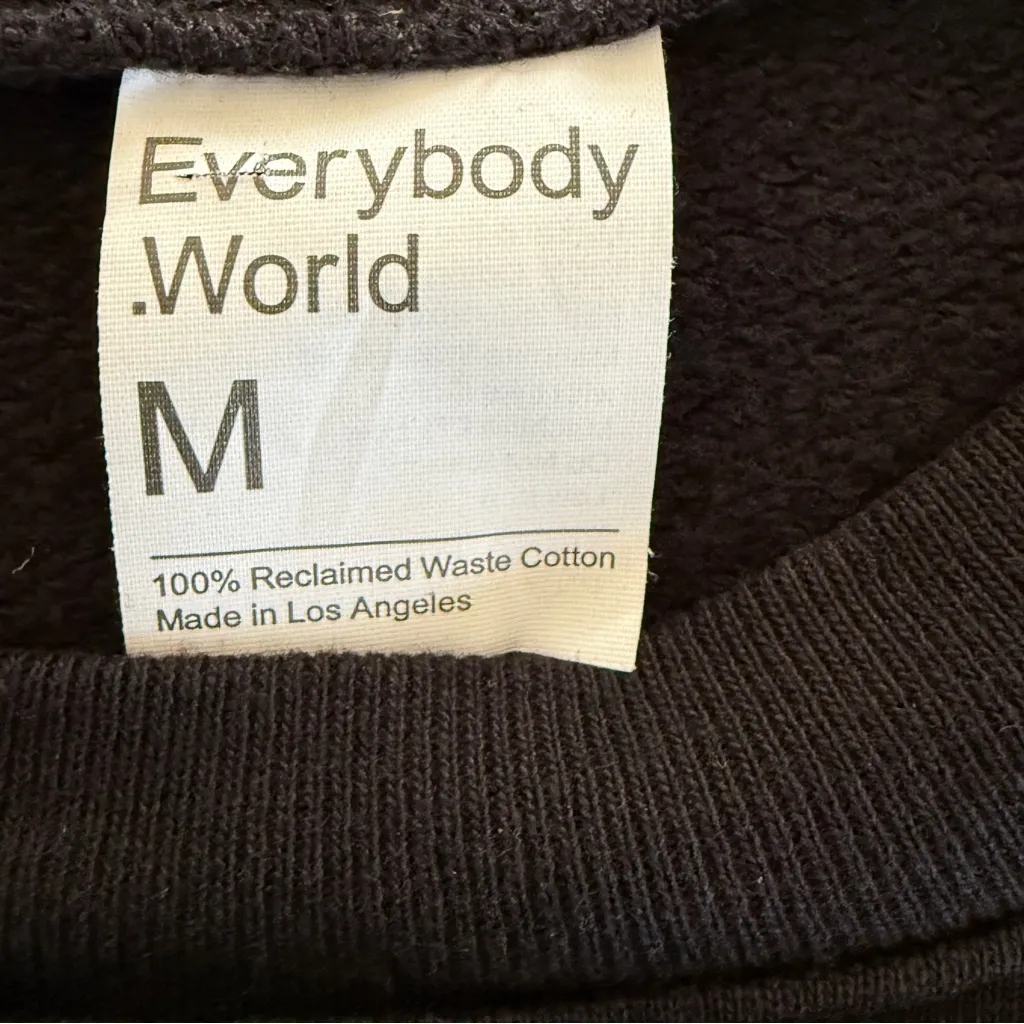 Everybody
.World
M
100% Reclaimed Waste Cotton
Made in Los Angeles